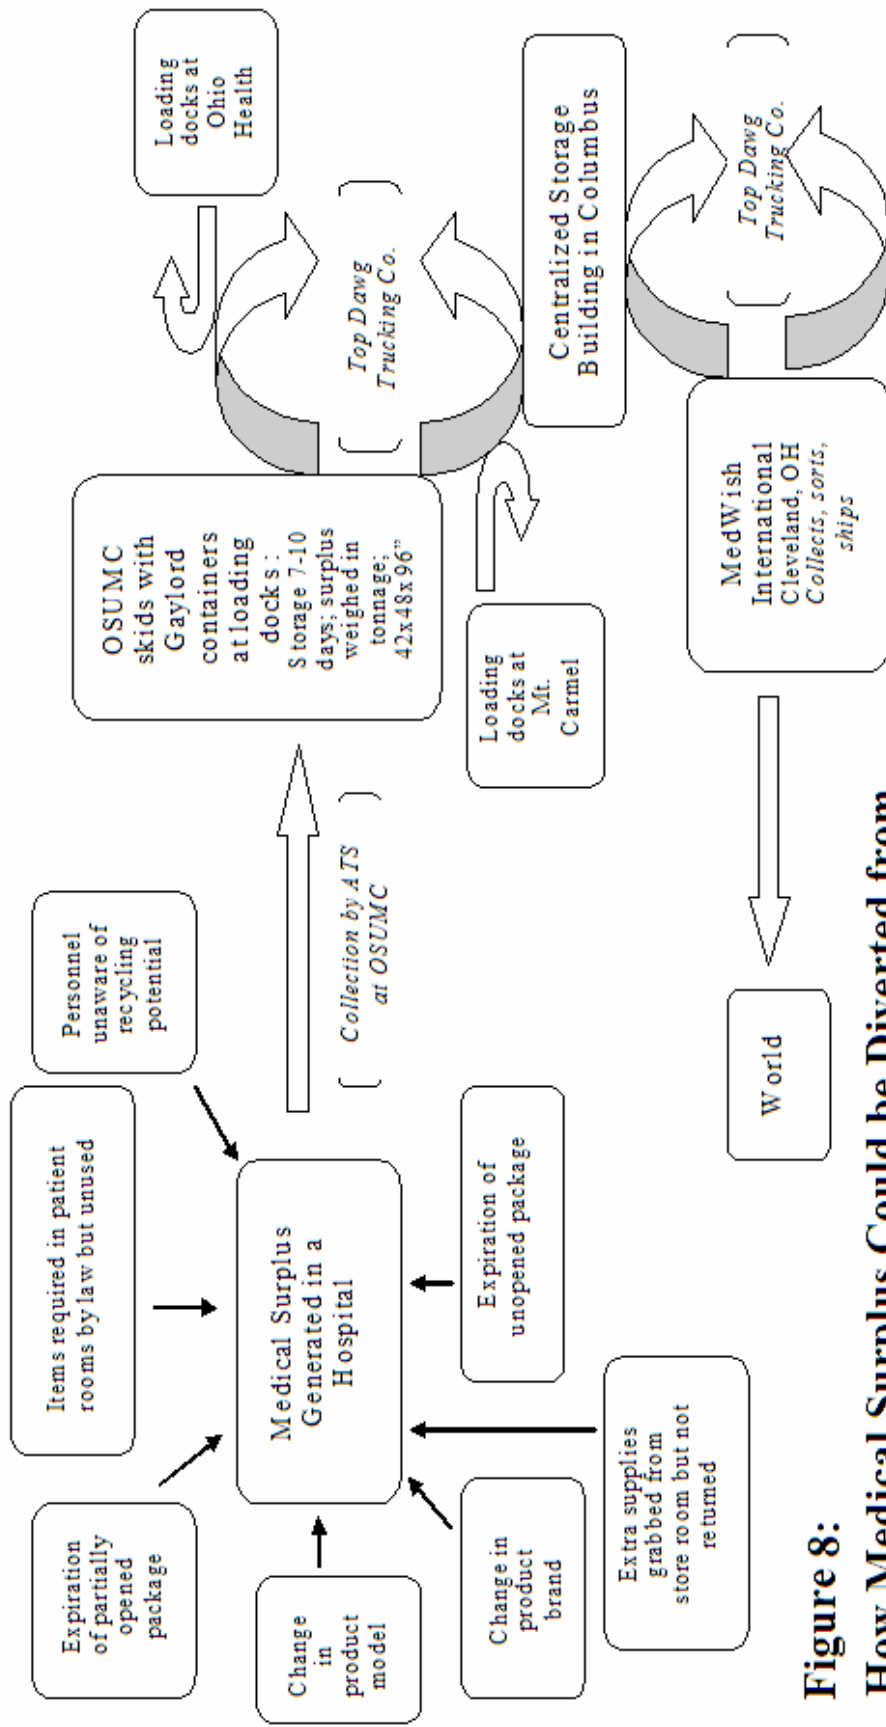 Expiration
of partially
opened
package
Items required in patient
rooms by law but unused
Personnel
unaware of
recycling
potential
Change
in
product
model
Medical Surplus
Generated in a
Hospital
Change in
product
brand
Extra supplies
grabbed from
store room but not
returned
Expiration of
unopened package
Collection by ATS
at OSUMC
OSUMC
skids with
Gaylord
containers
at loading
docks:
Storage 7-10
days; surplus
weighed in
tonnage;
42x48x96”
Loading
docks at
Ohio
Health
Top Dawg
Trucking Co.
Loading
docks at
Mt.
Carmel
Centralized Storage
Building in Columbus
Top Dawg
Trucking Co.
MedWish
International
Cleveland, OH
Collects, sorts,
ships
World
Figure 8:
How Medical Surplus Could be Diverted from